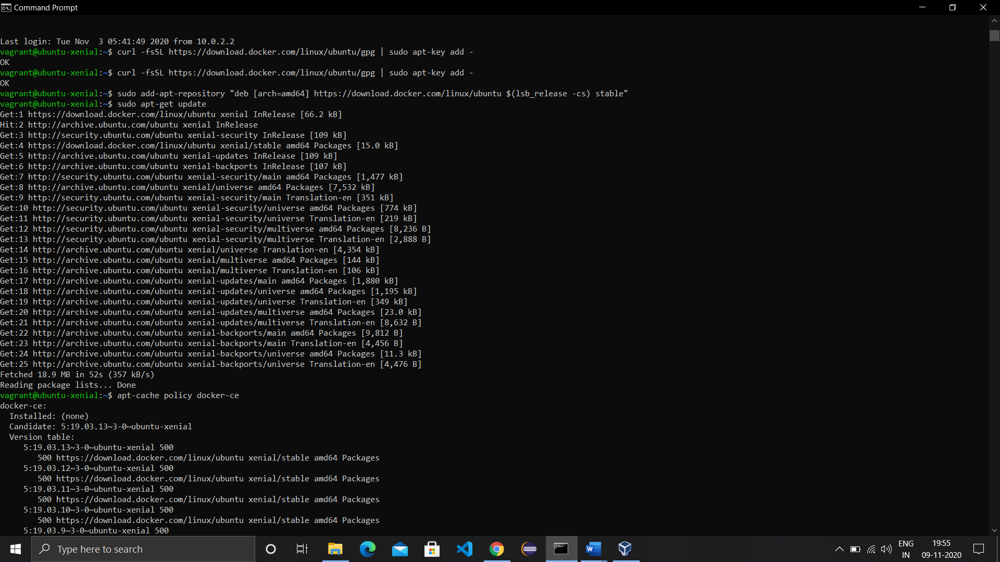 Command Prompt
Last login: Tue Nov  3 05:41:49 2020 from 10.0.2.2
vagrant@ubuntu-xenial:~$ curl -fsSL https://download.docker.com/linux/ubuntu/gpg | sudo apt-key add -
OK
vagrant@ubuntu-xenial:~$ curl -fsSL https://download.docker.com/linux/ubuntu/gpg | sudo apt-key add -
OK
vagrant@ubuntu-xenial:~$ sudo add-apt-repository "deb [arch=amd64] https://download.docker.com/linux/ubuntu $(lsb_release -cs) stable"
vagrant@ubuntu-xenial:~$ sudo apt-get update
Get:1 https://download.docker.com/linux/ubuntu xenial InRelease [66.2 kB]
Hit:2 http://archive.ubuntu.com/ubuntu xenial InRelease
Get:3 http://security.ubuntu.com/ubuntu xenial-security InRelease [109 kB]
Get:4 https://download.docker.com/linux/ubuntu xenial/stable amd64 Packages [15.0 kB]
Get:5 http://archive.ubuntu.com/ubuntu xenial-updates InRelease [109 kB]
Get:6 http://archive.ubuntu.com/ubuntu xenial-backports InRelease [107 kB]
Get:7 http://security.ubuntu.com/ubuntu xenial-security/main amd64 Packages [1,477 kB]
Get:8 http://archive.ubuntu.com/ubuntu xenial/universe amd64 Packages [7,532 kB]
Get:9 http://security.ubuntu.com/ubuntu xenial-security/main Translation-en [351 kB]
Get:10 http://security.ubuntu.com/ubuntu xenial-security/universe amd64 Packages [774 kB]
Get:11 http://security.ubuntu.com/ubuntu xenial-security/universe Translation-en [219 kB]
Get:12 http://security.ubuntu.com/ubuntu xenial-security/multiverse amd64 Packages [8,236 B]
Get:13 http://security.ubuntu.com/ubuntu xenial-security/multiverse Translation-en [2,888 B]
Get:14 http://archive.ubuntu.com/ubuntu xenial/universe Translation-en [4,354 kB]
Get:15 http://archive.ubuntu.com/ubuntu xenial/multiverse amd64 Packages [144 kB]
Get:16 http://archive.ubuntu.com/ubuntu xenial/multiverse Translation-en [106 kB]
Get:17 http://archive.ubuntu.com/ubuntu xenial-updates/main amd64 Packages [1,880 kB]
Get:18 http://archive.ubuntu.com/ubuntu xenial-updates/universe amd64 Packages [1,195 kB]
Get:19 http://archive.ubuntu.com/ubuntu xenial-updates/universe Translation-en [349 kB]
Get:20 http://archive.ubuntu.com/ubuntu xenial-updates/multiverse amd64 Packages [23.0 kB]
Get:21 http://archive.ubuntu.com/ubuntu xenial-updates/multiverse Translation-en [8,632 B]
Get:22 http://archive.ubuntu.com/ubuntu xenial-backports/main amd64 Packages [9,812 B]
Get:23 http://archive.ubuntu.com/ubuntu xenial-backports/main Translation-en [4,456 B]
Get:24 http://archive.ubuntu.com/ubuntu xenial-backports/universe amd64 Packages [11.3 kB]
Get:25 http://archive.ubuntu.com/ubuntu xenial-backports/universe Translation-en [4,476 B]
Fetched 18.9 MB in 52s (357 kB/s)
Reading package lists... Done
vagrant@ubuntu-xenial:~$ apt-cache policy docker-ce
docker-ce:
  Installed: (none)
  Candidate: 5:19.03.13~3-0~ubuntu-xenial
  Version table:
     5:19.03.13~3-0~ubuntu-xenial 500
        500 https://download.docker.com/linux/ubuntu xenial/stable amd64 Packages
     5:19.03.12~3-0~ubuntu-xenial 500
        500 https://download.docker.com/linux/ubuntu xenial/stable amd64 Packages
     5:19.03.11~3-0~ubuntu-xenial 500
        500 https://download.docker.com/linux/ubuntu xenial/stable amd64 Packages
     5:19.03.10~3-0~ubuntu-xenial 500
        500 https://download.docker.com/linux/ubuntu xenial/stable amd64 Packages
     5:19.03.9~3-0~ubuntu-xenial 500
Type here to search
ENG
IN
19:55
09-11-2020